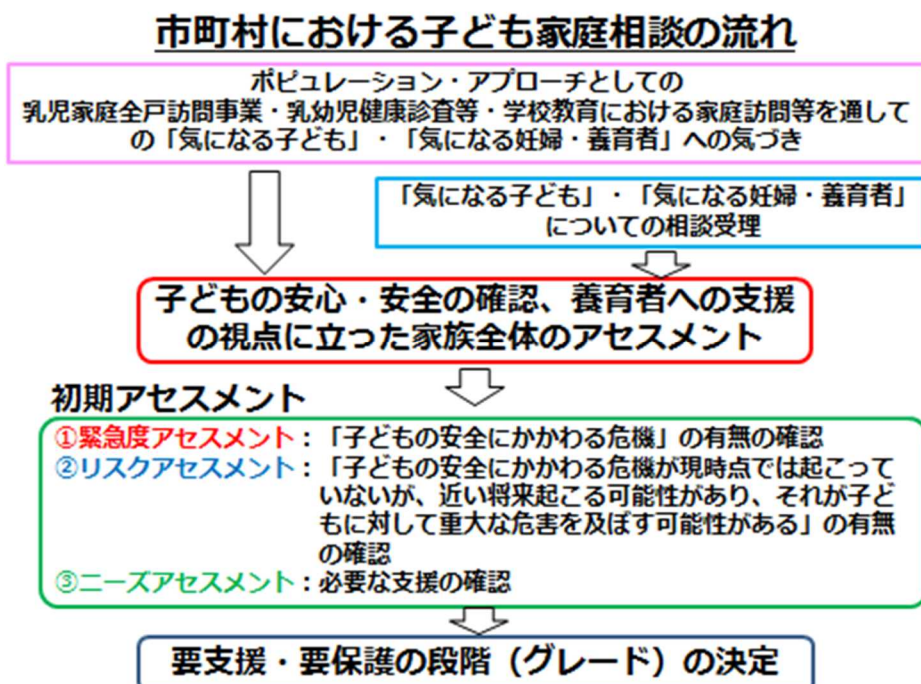 市町村における子ども家庭相談の流れ
ポピュレーション・アプローチとしての
乳児家庭全戸訪問事業・乳幼児健康診査等・学校教育における家庭訪問等を通して
の「気になる子ども」・「気になる妊婦・養育者」への気づき
「気になる子ども」・「気になる妊婦・養育者」
についての相談受理
子どもの安心・安全の確認、養育者への支援
の視点に立った家族全体のアセスメント
初期アセスメント
①緊急度アセスメント：「子どもの安全にかかわる危機」の有無の確認
②リスクアセスメント：「子どもの安全にかかわる危機が現時点では起こって
いないが、近い将来起こる可能性があり、それが子ど
もに対して重大な危害を及ぼす可能性がある」の有無
の確認
③ニーズアセスメント：必要な支援の確認
要支援・要保護の段階（グレード）の決定